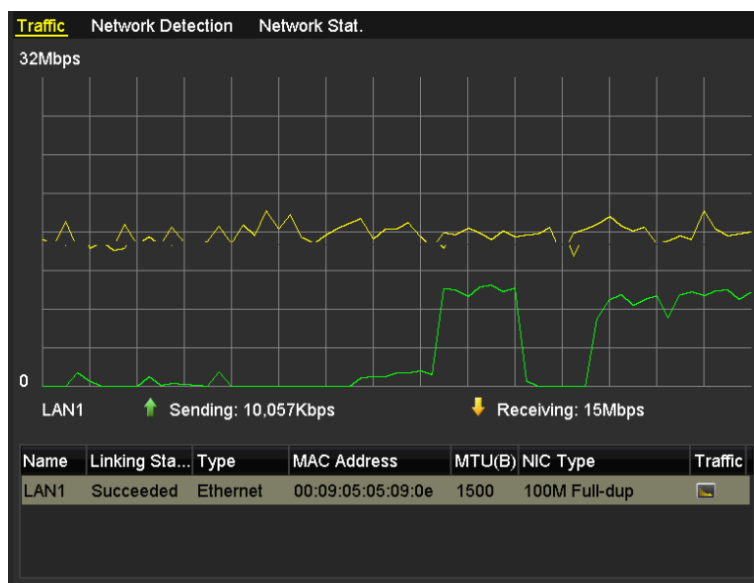 Traffic Network Detection Network Stat.
32Mbps
0
LAN1 Sending: 10,057Kbps Receiving: 15Mbps
Name Linking Sta... Type MAC Address MTU(B) NIC Type Traffic
LAN1 Succeeded Ethernet 00:09:05:05:09:0e 1500 100M Full-dup